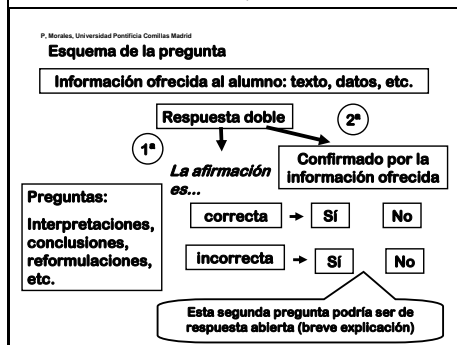 P, Morales, Universidad Pontificia Comillas Madrid
Esquema de la pregunta
Información ofrecida al alumno: texto, datos, etc.
Respuesta doble
1ª
2ª
La afirmación
es...
Confirmado por la
información ofrecida
Preguntas:
Interpretaciones,
conclusiones,
reformulaciones,
etc.
correcta
Sí
No
incorrecta
Sí
No
Esta segunda pregunta podría ser de
respuesta abierta (breve explicación)